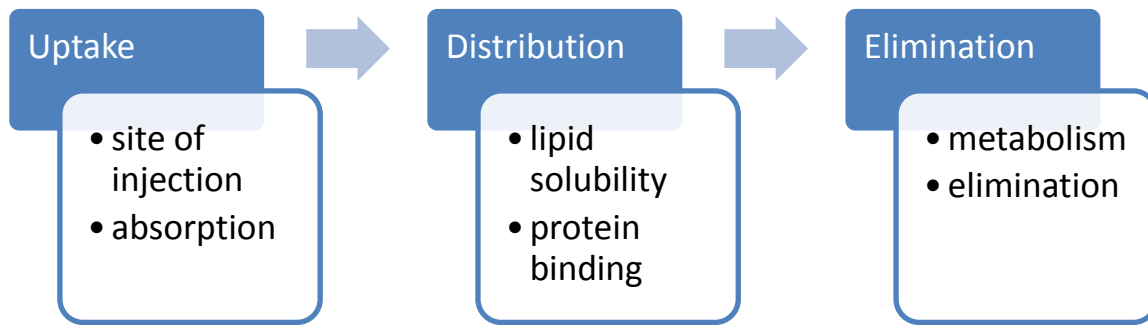 Uptake
• site of
injection
• absorption
Distribution
• lipid
solubility
• protein
binding
Elimination
• metabolism
• elimination